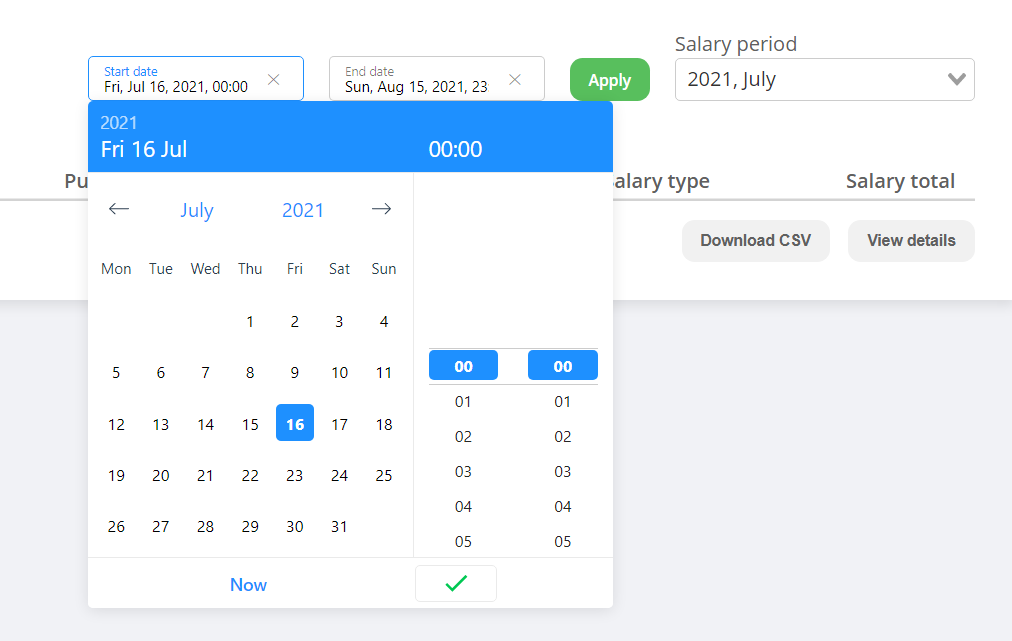 Salary period
Start date
Fri, Jul 16, 2021, 00:00
End date
Sun, Aug 15, 2021, 23
Apply
2021, July
2021
Fri 16 Jul
00:00
Salary total
type
July
2021
Download CSV
View details
Mon Tue Wed Thu Fri Sat Sun
1 2 3 4
5 6 7 8 9 10 11
12 13 14 15 16 17 18
19 20 21 22 23 24 25
26 27 28 29 30 31
00 00
01 01
02 02
03 03
04 04
05 05
Now